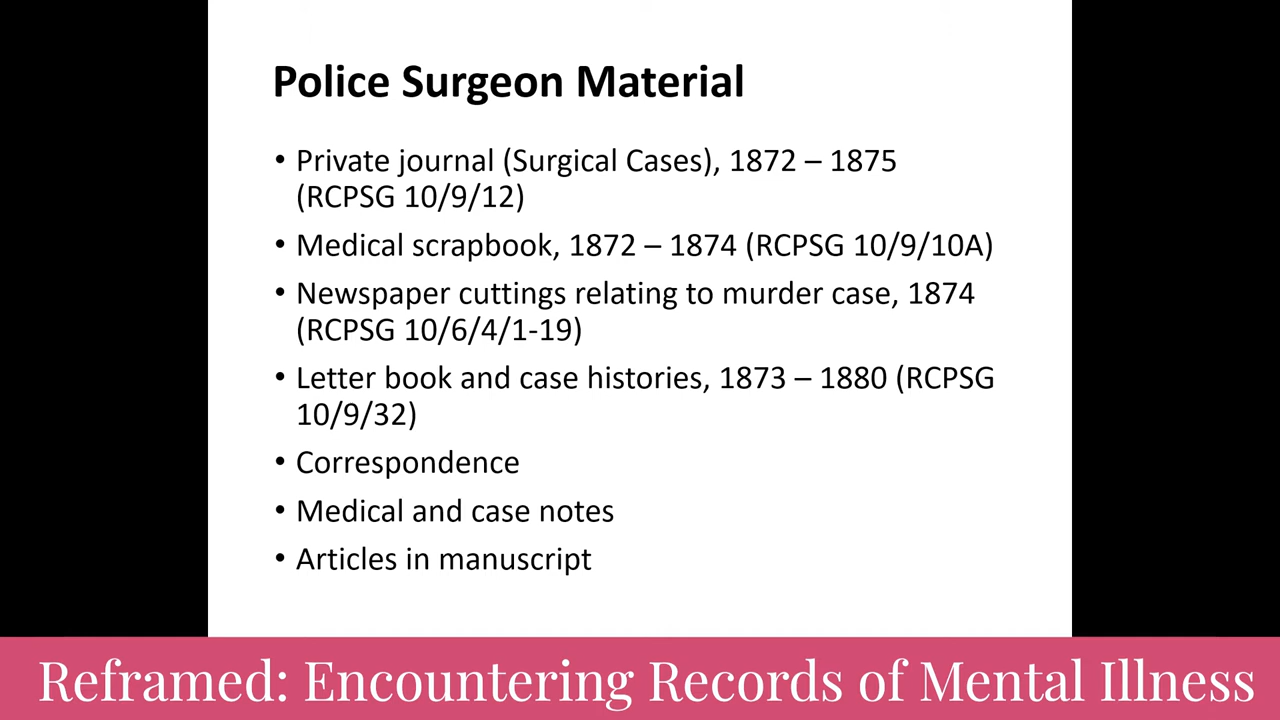 Police Surgeon Material
• Private journal (Surgical Cases), 1872 – 1875
(RCPSG 10/9/12)
• Medical scrapbook, 1872 – 1874 (RCPSG 10/9/10A)
• Newspaper cuttings relating to murder case, 1874
(RCPSG 10/6/4/1-19)
• Letter book and case histories, 1873 – 1880 (RCPSG
10/9/32)
• Correspondence
• Medical and case notes
• Articles in manuscript
Reframed: Encountering Records of Mental Illness